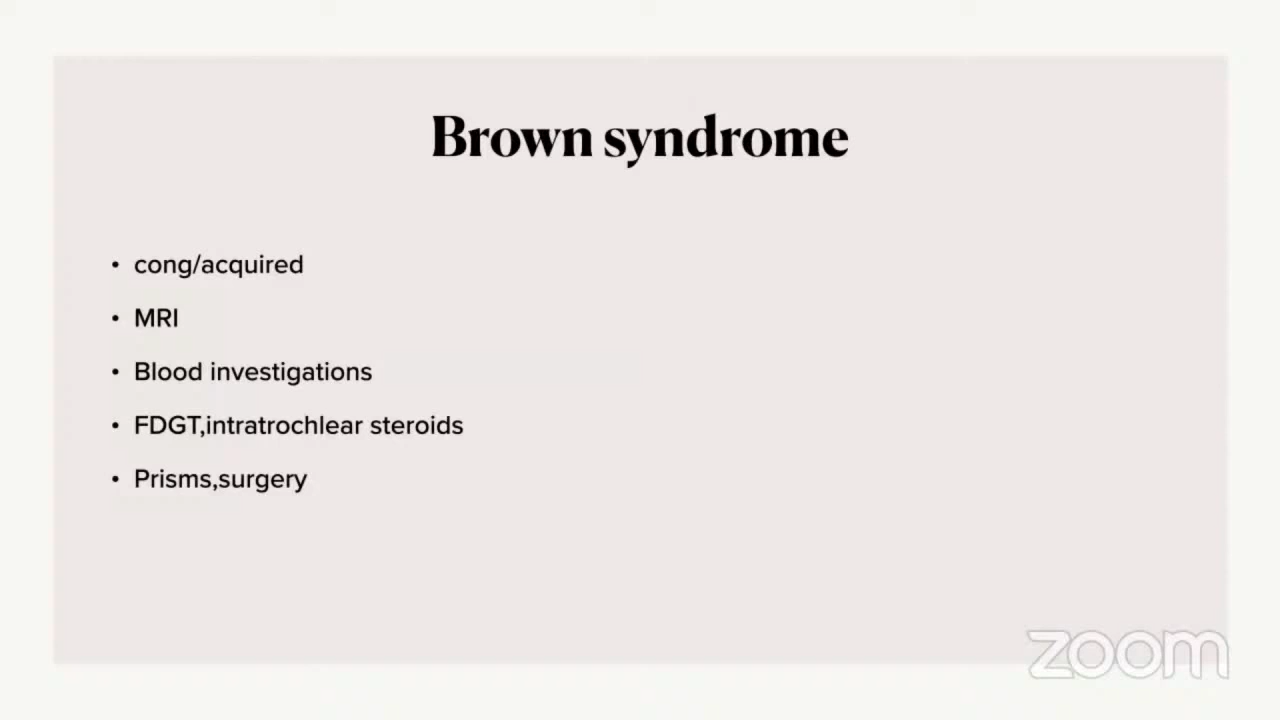 Brown syndrome
• cong/acquired
• MRI
• Blood investigations
• FDGT,intratrochlear steroids
• Prisms,surgery
zoom